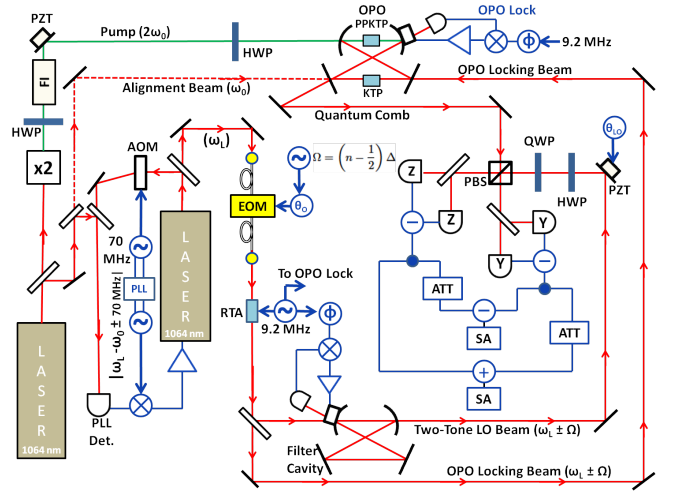 PZT
Pump (2ω₀)
HWP
OPO
PPKTP
OPO Lock
ϕ
9.2 MHz
FI
Alignment Beam (ω₀)
KTP
OPO Locking Beam
Quantum Comb
HWP
x2
AOM
(ω_L)
Ω = (n − 1/2) Δ
θ_O
EOM
θ_LO
QWP
PBS
HWP
PZT
Z
Z
Y
Y
−
−
70
MHz
PLL
|ω_L -ω₀ ± 70 MHz|
LASER
1064 nm
To OPO Lock
RTA
9.2 MHz
ϕ
ATT
−
SA
ATT
+
SA
LASER
1064 nm
PLL
Det.
Filter
Cavity
Two-Tone LO Beam (ω_L ± Ω)
OPO Locking Beam (ω_L ± Ω)